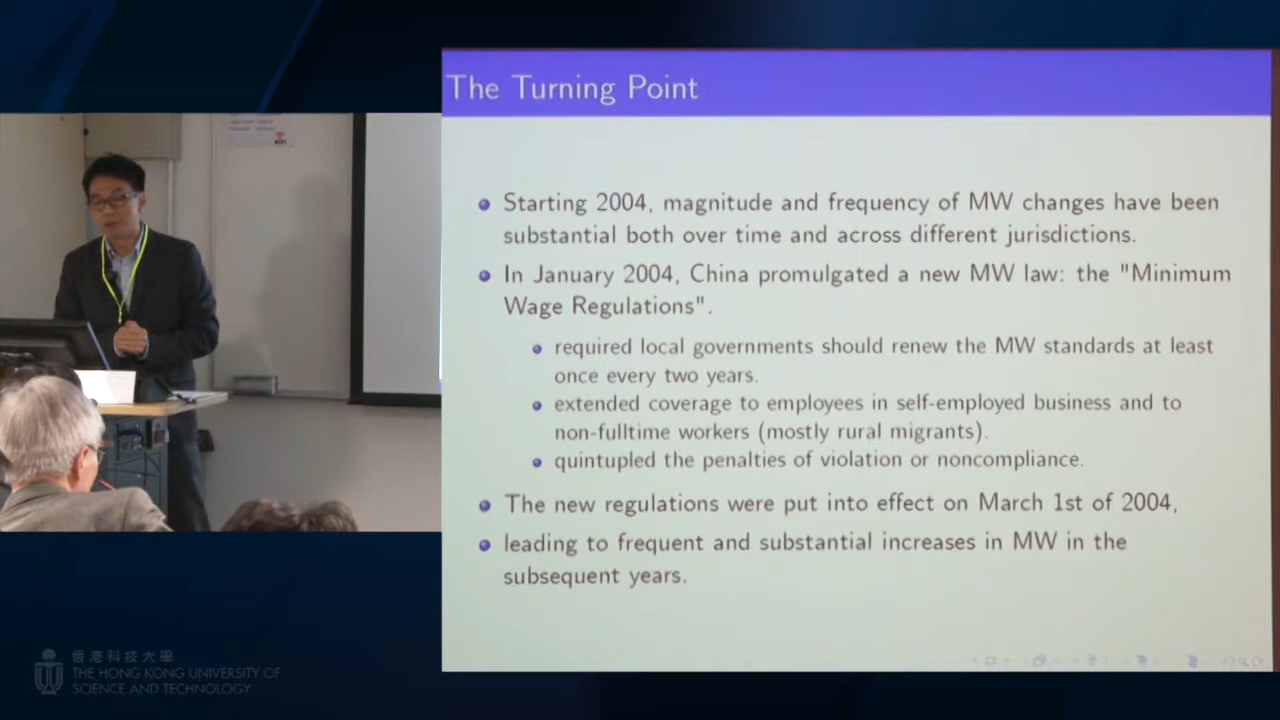 The Turning Point
Starting 2004, magnitude and frequency of MW changes have been
substantial both over time and across different jurisdictions.
In January 2004, China promulgated a new MW law: the "Minimum
Wage Regulations".
required local governments should renew the MW standards at least
once every two years.
extended coverage to employees in self-employed business and to
non-fulltime workers (mostly rural migrants).
quintupled the penalties of violation or noncompliance.
The new regulations were put into effect on March 1st of 2004,
leading to frequent and substantial increases in MW in the
subsequent years.
香港科技大學
THE HONG KONG UNIVERSITY OF
SCIENCE AND TECHNOLOGY